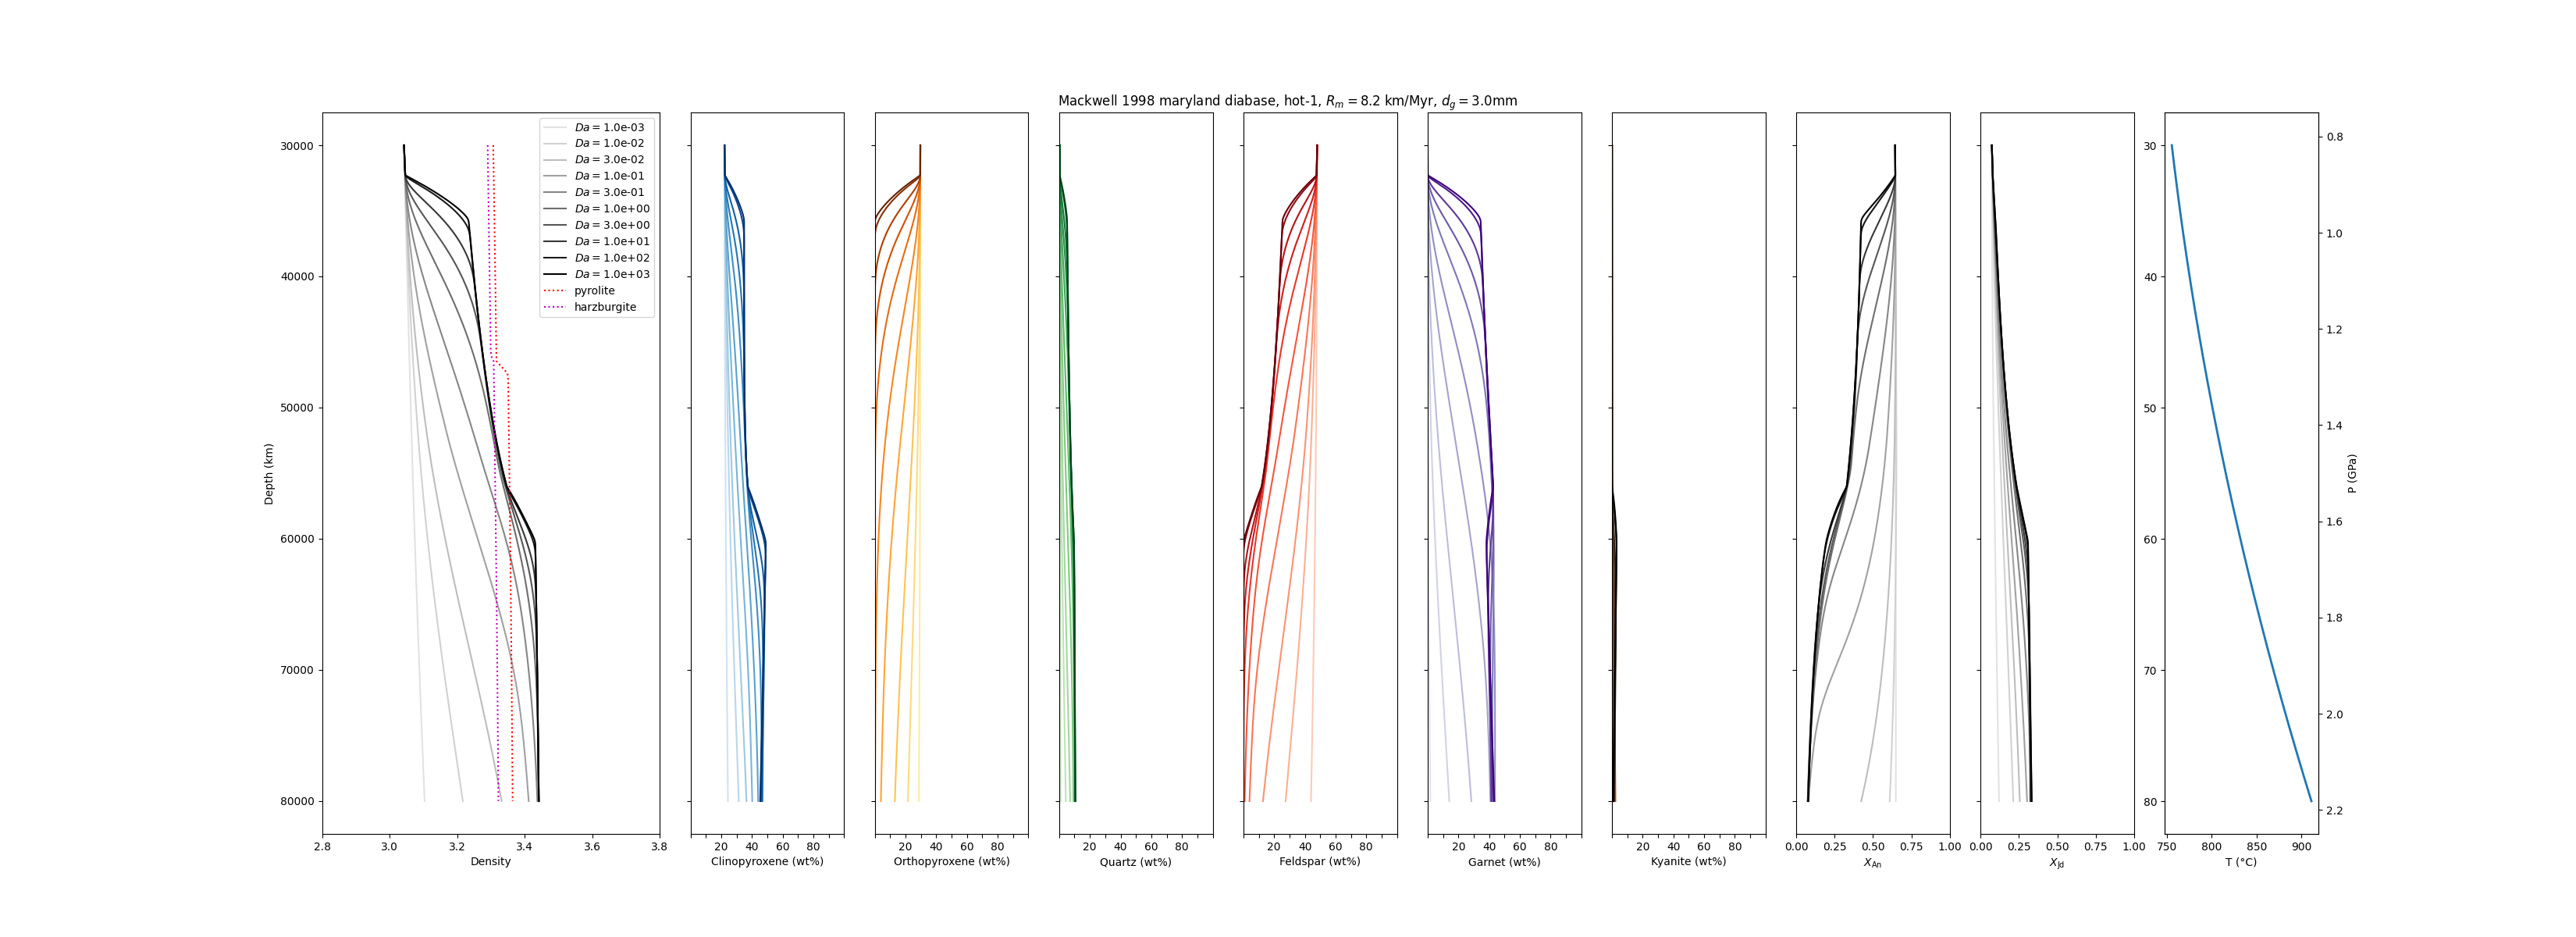 Mackwell 1998 maryland diabase, hot-1, $R_m = 8.2$ km/Myr, $d_g = 3.0$mm
Da = 1.0e-03
Da = 1.0e-02
Da = 3.0e-02
Da = 1.0e-01
Da = 3.0e-01
Da = 1.0e+00
Da = 3.0e+00
Da = 1.0e+01
Da = 1.0e+02
Da = 1.0e+03
pyrolite
harzburgite
30000
40000
50000
60000
70000
80000
Depth (km)
2.8 3.0 3.2 3.4 3.6 3.8
Density
20 40 60 80
Clinopyroxene (wt%)
20 40 60 80
Orthopyroxene (wt%)
20 40 60 80
Quartz (wt%)
20 40 60 80
Feldspar (wt%)
20 40 60 80
Garnet (wt%)
20 40 60 80
Kyanite (wt%)
0.00 0.25 0.50 0.75 1.00
$X_{An}$
0.00 0.25 0.50 0.75 1.00
$X_{Jd}$
30
40
50
60
70
80
750 800 850 900
T (°C)
0.8
1.0
1.2
1.4
1.6
1.8
2.0
2.2
P (GPa)